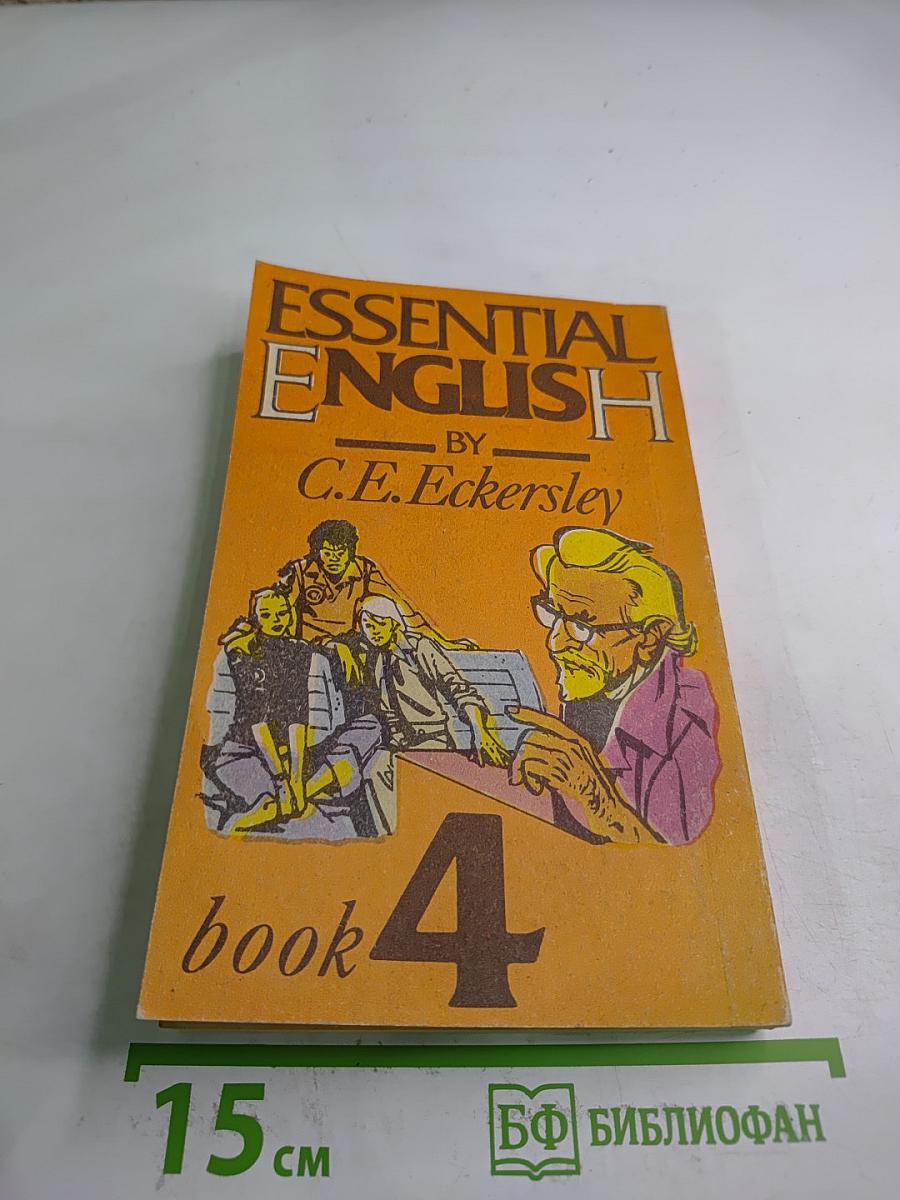 ESSENTIAL
ENGLISH
BY
C.E. Eckersley
book 4
15 см
БФ БИБЛИОФАН